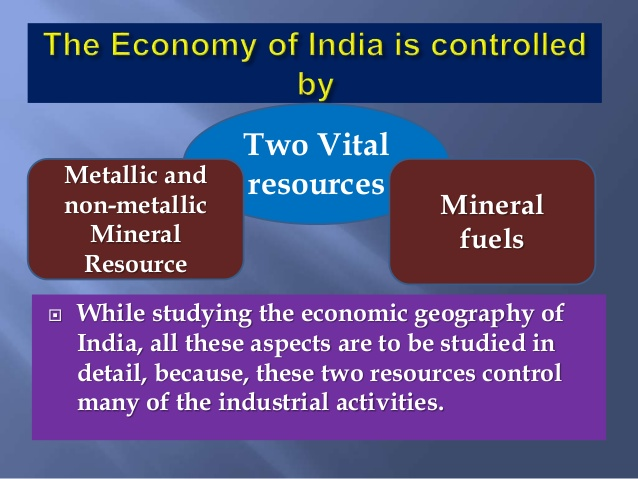 The Economy of India is controlled
by
Two Vital
resources
Metallic and
non-metallic
Mineral
Resource
Mineral
fuels
While studying the economic geography of
India, all these aspects are to be studied in
detail, because, these two resources control
many of the industrial activities.